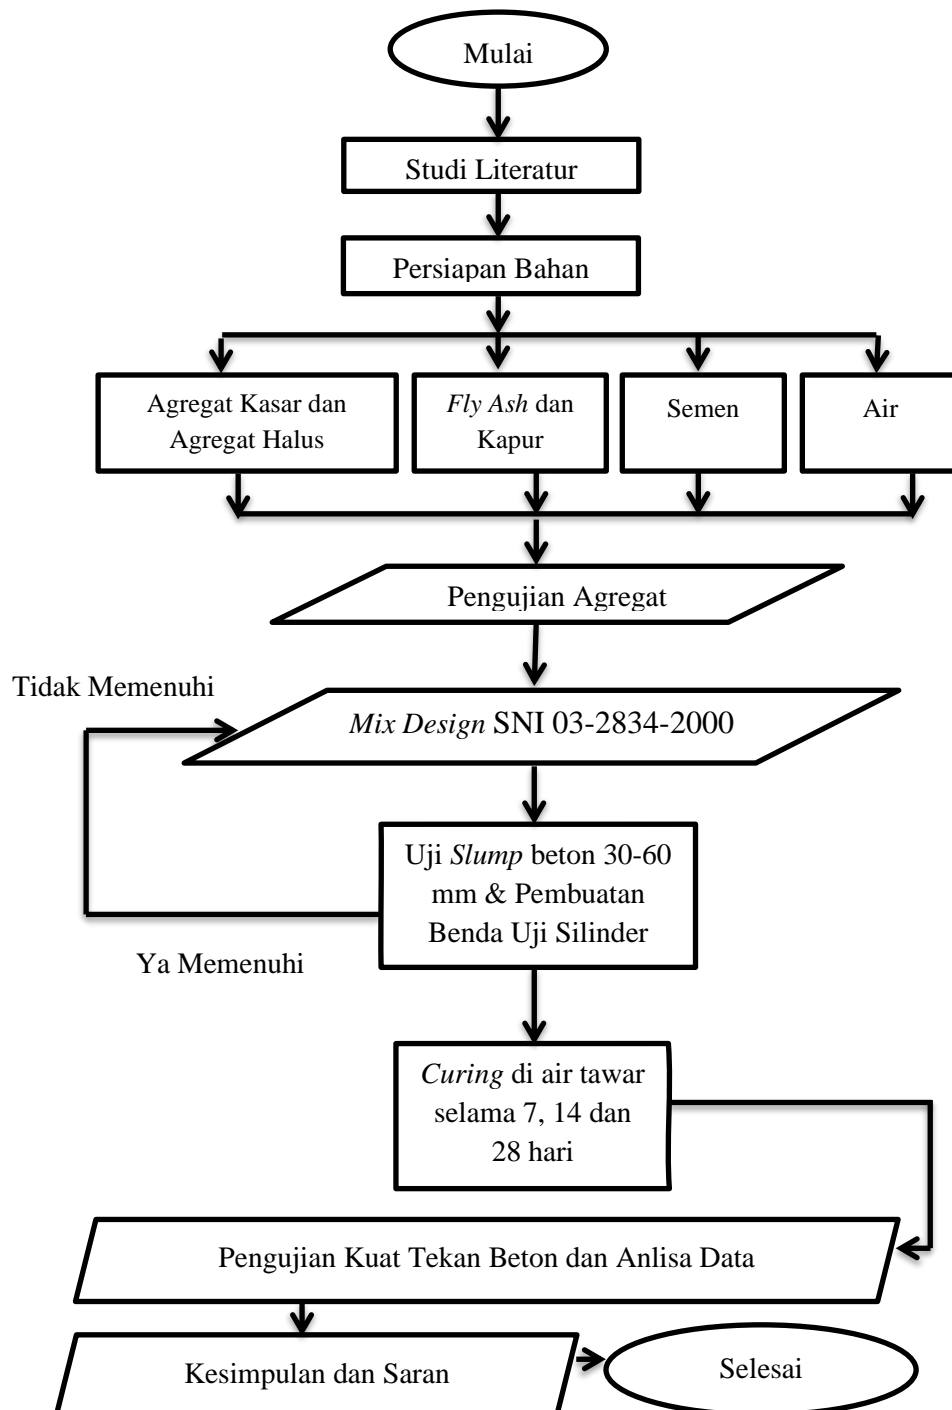 Mulai
Studi Literatur
Persiapan Bahan
Agregat Kasar dan
Agregat Halus
Fly Ash dan
Kapur
Semen
Air
Pengujian Agregat
Tidak Memenuhi
Mix Design SNI 03-2834-2000
Uji Slump beton 30-60
mm & Pembuatan
Benda Uji Silinder
Ya Memenuhi
Curing di air tawar
selama 7, 14 dan
28 hari
Pengujian Kuat Tekan Beton dan Anlisa Data
Kesimpulan dan Saran
Selesai